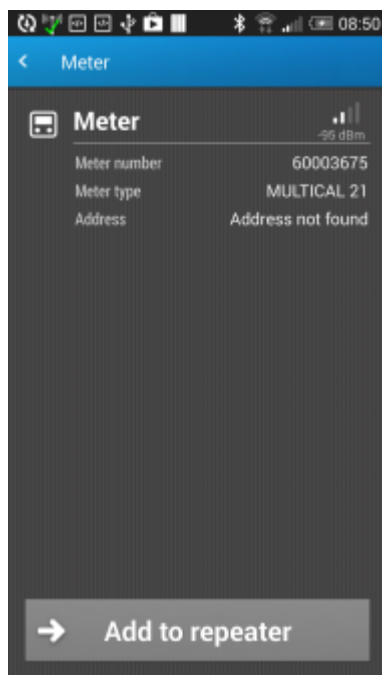 08:50
Meter
Meter
-95 dBm
Meter number 60003675
Meter type MULTICAL 21
Address Address not found
Add to repeater